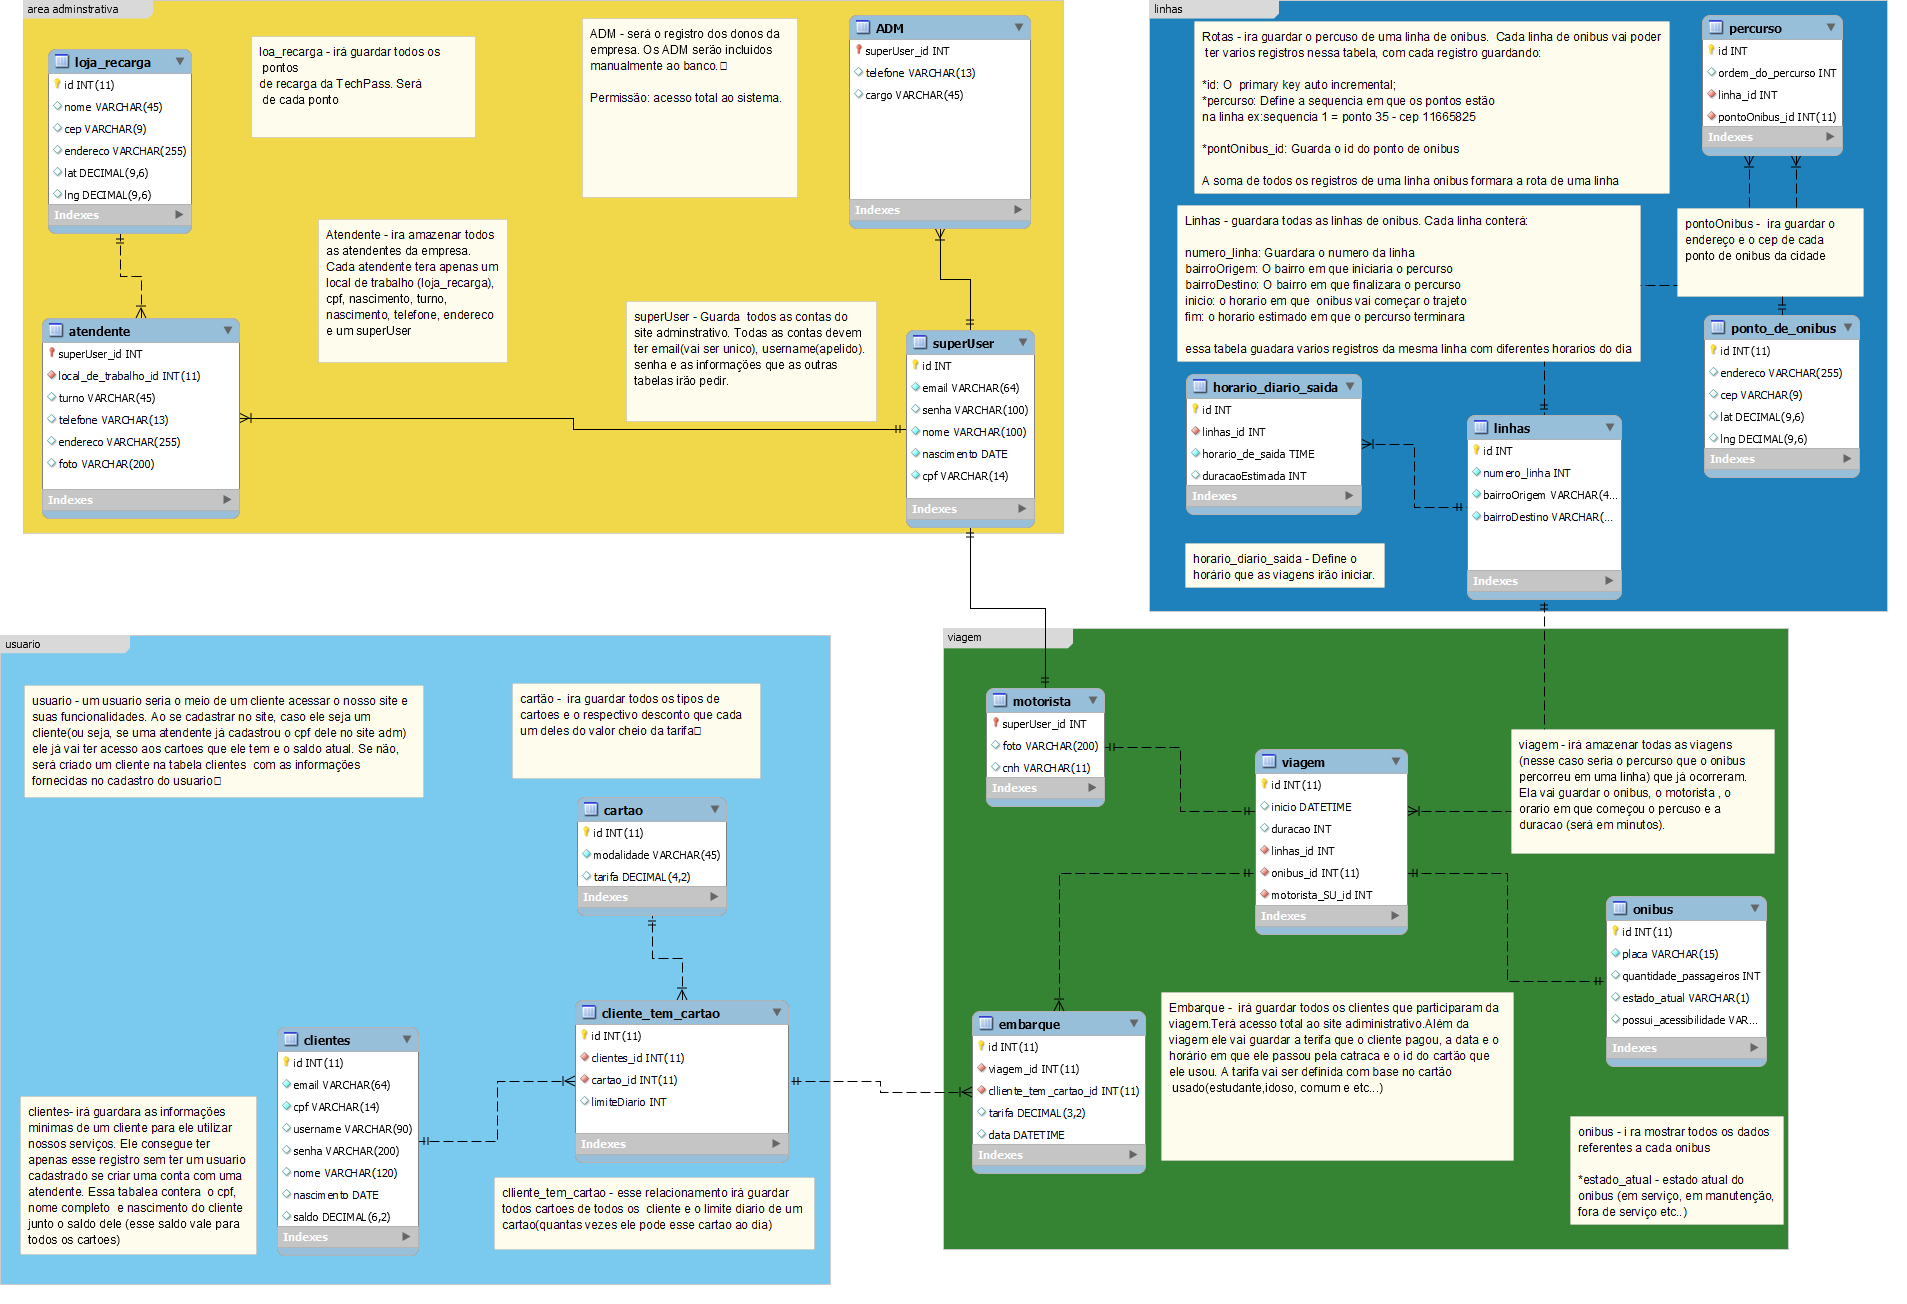 area adminstrativa
loja_recarga
id INT(11)
nome VARCHAR(45)
cep VARCHAR(9)
endereco VARCHAR(255)
lat DECIMAL(9,6)
lng DECIMAL(9,6)
Indexes
loa_recarga - irá guardar todos os
pontos
de recarga da TechPass. Será
de cada ponto
ADM - será o registro dos donos da
empresa. Os ADM serão incluidos
manualmente ao banco.
Permissão: acesso total ao sistema.
ADM
superUser_id INT
telefone VARCHAR(13)
cargo VARCHAR(45)
Indexes
Atendente - ira amazenar todos
as atendentes da empresa.
Cada atendente tera apenas um
local de trabalho (loja_recarga),
cpf, nascimento, turno,
nascimento, telefone, endereco
e um superUser
atendente
superUser_id INT
local_de_trabalho_id INT(11)
turno VARCHAR(45)
telefone VARCHAR(13)
endereco VARCHAR(255)
foto VARCHAR(200)
Indexes
superUser - Guarda  todos as contas do
site adminstrativo. Todas as contas devem
ter email(vai ser unico), username(apelido).
senha e as informações que as outras
tabelas irão pedir.
superUser
id INT
email VARCHAR(64)
senha VARCHAR(100)
nome VARCHAR(100)
nascimento DATE
cpf VARCHAR(14)
Indexes
linhas
Rotas - ira guardar o percuso de uma linha de onibus.  Cada linha de onibus vai poder
ter varios registros nessa tabela, com cada registro guardando:
*id: O  primary key auto incremental;
*percurso: Define a sequencia em que os pontos estão
na linha ex:sequencia 1 = ponto 35 - cep 11665825
*pontOnibus_id: Guarda o id do ponto de onibus
A soma de todos os registros de uma linha onibus formara a rota de uma linha
percurso
id INT
ordem_do_percurso INT
linha_id INT
pontoOnibus_id INT(11)
Indexes
Linhas - guardara todas as linhas de onibus. Cada linha conterá:
numero_linha: Guardara o numero da linha
bairroOrigem: O bairro em que iniciaria o percurso
bairroDestino: O bairro em que finalizara o percurso
inicio: o horario em que  onibus vai começar o trajeto
fim: o horario estimado em que o percurso terminara
essa tabela guadara varios registros da mesma linha com diferentes horarios do dia
pontoOnibus -  ira guardar o
endereço e o cep de cada
ponto de onibus da cidade
ponto_de_onibus
id INT(11)
endereco VARCHAR(255)
cep VARCHAR(9)
lat DECIMAL(9,6)
lng DECIMAL(9,6)
Indexes
horario_diario_saida
id INT
linhas_id INT
horario_de_saida TIME
duracaoEstimada INT
Indexes
linhas
id INT
numero_linha INT
bairroOrigem VARCHAR(4...
bairroDestino VARCHAR(...
Indexes
horario_diario_saida - Define o
horário que as viagens irão iniciar.
usuario
usuario - um usuario seria o meio de um cliente acessar o nosso site e
suas funcionalidades. Ao se cadastrar no site, caso ele seja um
cliente(ou seja, se uma atendente já cadastrou o cpf dele no site adm)
ele já vai ter acesso aos cartoes que ele tem e o saldo atual. Se não,
será criado um cliente na tabela clientes  com as informações
fornecidas no cadastro do usuario
cartão -  ira guardar todos os tipos de
cartoes e o respectivo desconto que cada
um deles do valor cheio da tarifa
cartao
id INT(11)
modalidade VARCHAR(45)
tarifa DECIMAL(4,2)
Indexes
cliente_tem_cartao
id INT(11)
clientes_id INT(11)
cartao_id INT(11)
limiteDiario INT
Indexes
clientes
id INT(11)
email VARCHAR(64)
cpf VARCHAR(14)
username VARCHAR(90)
senha VARCHAR(200)
nome VARCHAR(120)
nascimento DATE
saldo DECIMAL(6,2)
Indexes
clientes- irá guardara as informações
minimas de um cliente para ele utilizar
nossos serviços. Ele consegue ter
apenas esse registro sem ter um usuario
cadastrado se criar uma conta com uma
atendente. Essa tabalea contera  o cpf,
nome completo  e nascimento do cliente
junto o saldo dele (esse saldo vale para
todos os cartoes)
clliente_tem_cartao - esse relacionamento irá guardar
todos cartoes de todos os  cliente e o limite diario de um
cartao(quantas vezes ele pode esse cartao ao dia)
viagem
motorista
superUser_id INT
foto VARCHAR(200)
cnh VARCHAR(11)
Indexes
viagem
id INT(11)
inicio DATETIME
duracao INT
linhas_id INT
onibus_id INT(11)
motorista_SU_id INT
Indexes
viagem - irá amazenar todas as viagens
(nesse caso seria o percurso que o onibus
percorreu em uma linha) que já ocorreram.
Ela vai guardar o onibus, o motorista , o
orario em que começou o percuso e a
duracao (será em minutos).
onibus
id INT(11)
placa VARCHAR(15)
quantidade_passageiros INT
estado_atual VARCHAR(1)
possui_acessibilidade VAR...
Indexes
embarque
id INT(11)
viagem_id INT(11)
clliente_tem_cartao_id INT(11)
tarifa DECIMAL(3,2)
data DATETIME
Indexes
Embarque -  irá guardar todos os clientes que participaram da
viagem.Terá acesso total ao site adiministrativo.Além da
viagem ele vai guardar a terifa que o cliente pagou, a data e o
horário em que ele passou pela catraca e o id do cartão que
ele usou. A tarifa vai ser definida com base no cartão
usado(estudante,idoso, comum e etc...)
onibus - i ra mostrar todos os dados
referentes a cada onibus
*estado_atual - estado atual do
onibus (em serviço, em manutenção,
fora de serviço etc..)